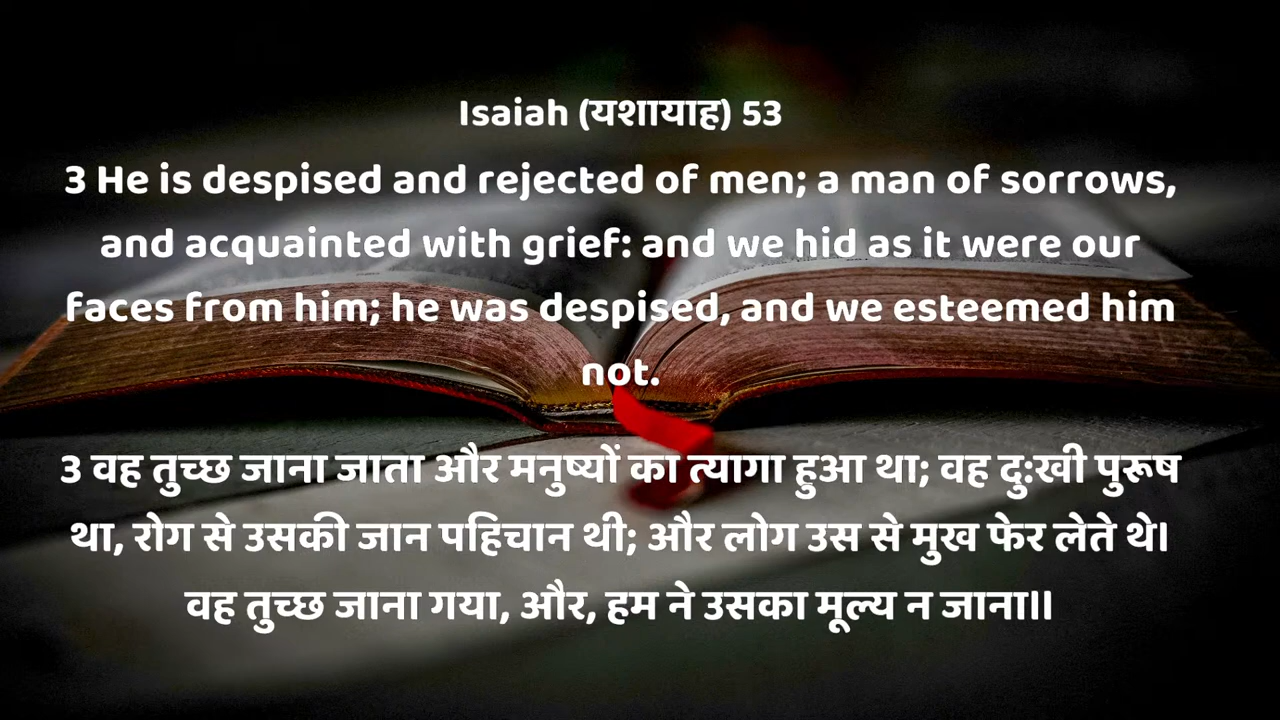 Isaiah (यशायाह) 53
3 He is despised and rejected of men; a man of sorrows,
and acquainted with grief: and we hid as it were our
faces from him; he was despised, and we esteemed him
not.
3 वह तुच्छ जाना जाता और मनुष्यों का त्यागा हुआ था; वह दु:खी पुरूष
था, रोग से उसकी जान पहिचान थी; और लोग उस से मुख फेर लेते थे।
वह तुच्छ जाना गया, और, हम ने उसका मूल्य न जाना॥